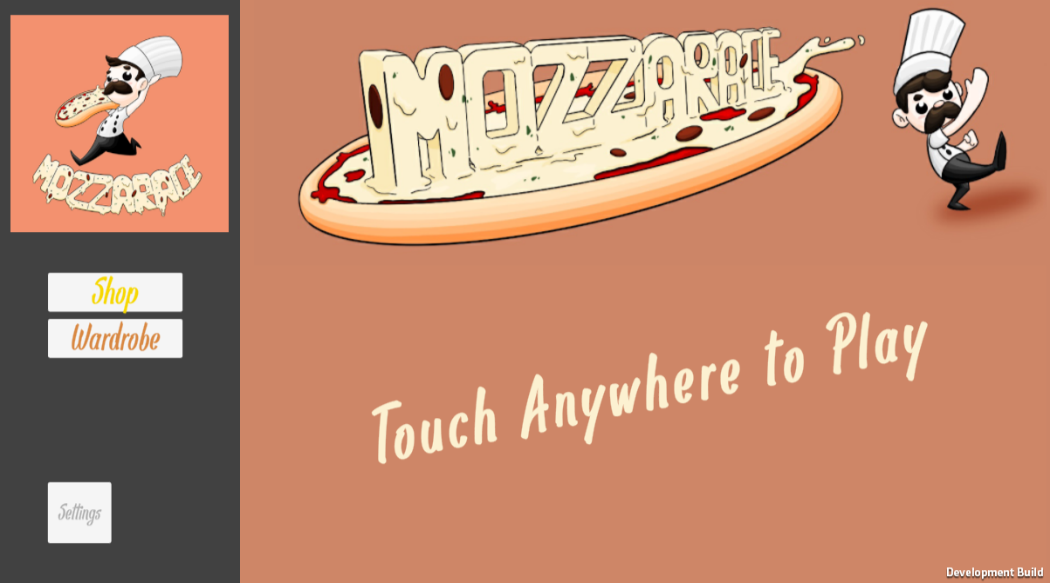 MOZZARACE
Shop
Wardrobe
Settings
MOZZARACE
Touch Anywhere to Play
Development Build